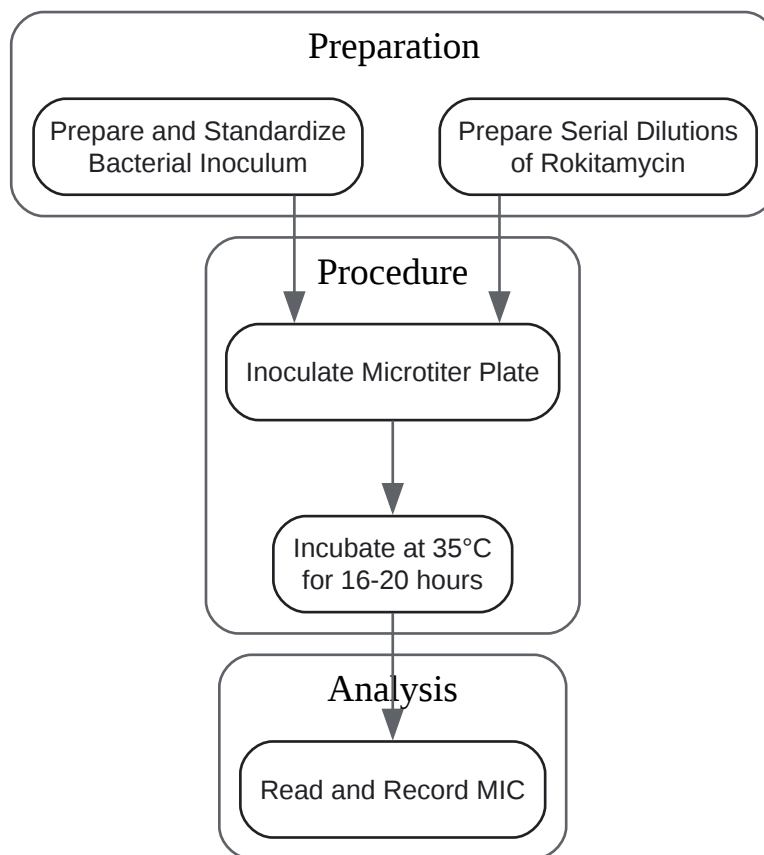 Preparation
Prepare and Standardize
Bacterial Inoculum
Prepare Serial Dilutions
of Rokitamycin
Procedure
Inoculate Microtiter Plate
Incubate at 35°C
for 16-20 hours
Analysis
Read and Record MIC